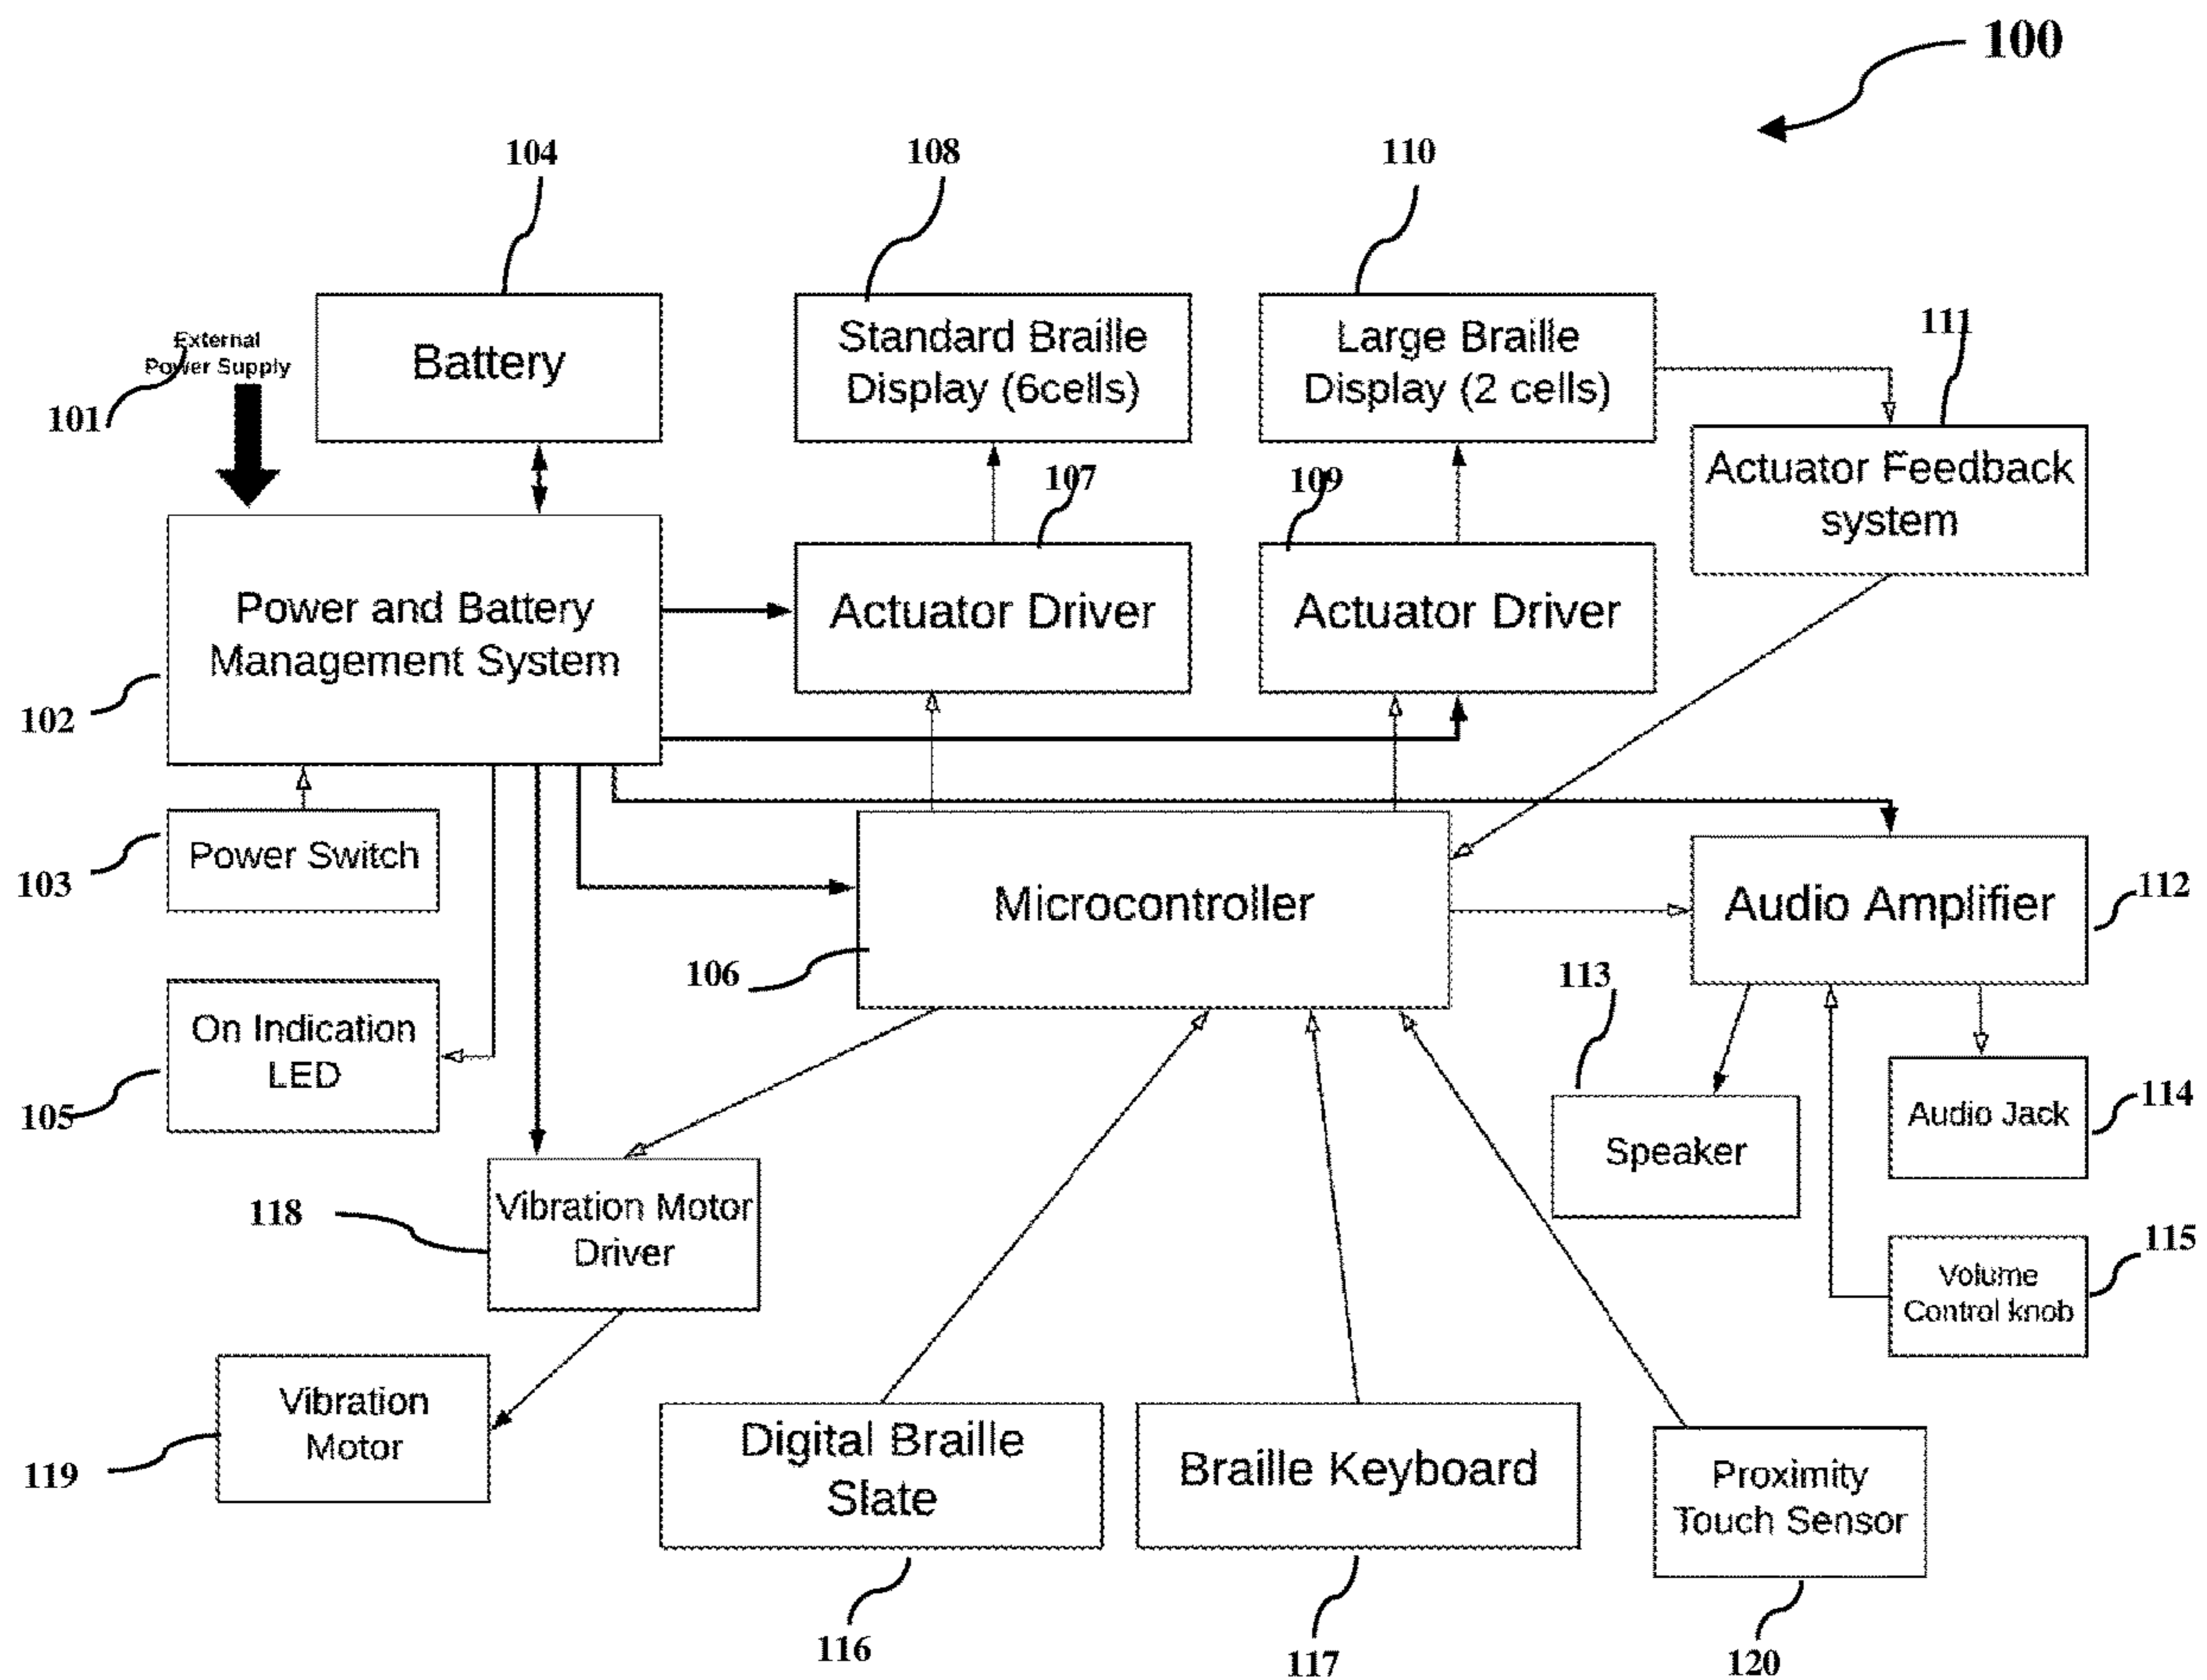 100
104
108
110
External
Power Supply
101
Battery
Standard Braille
Display (6cells)
Large Braille
Display (2 cells)
111
Actuator Feedback
system
107
109
Power and Battery
Management System
Actuator Driver
Actuator Driver
102
Power Switch
103
Microcontroller
106
Audio Amplifier
112
113
On Indication
LED
105
Audio Jack
114
Speaker
118
Vibration Motor
Driver
Volume
Control knob
115
Vibration
Motor
119
Digital Braille
Slate
Braille Keyboard
Proximity
Touch Sensor
116
117
120